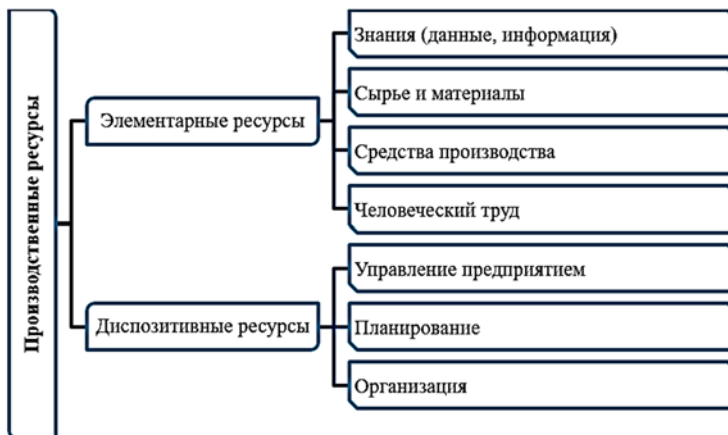 Производственные ресурсы
Элементарные ресурсы
Знания (данные, информация)
Сырье и материалы
Средства производства
Человеческий труд
Диспозитивные ресурсы
Управление предприятием
Планирование
Организация